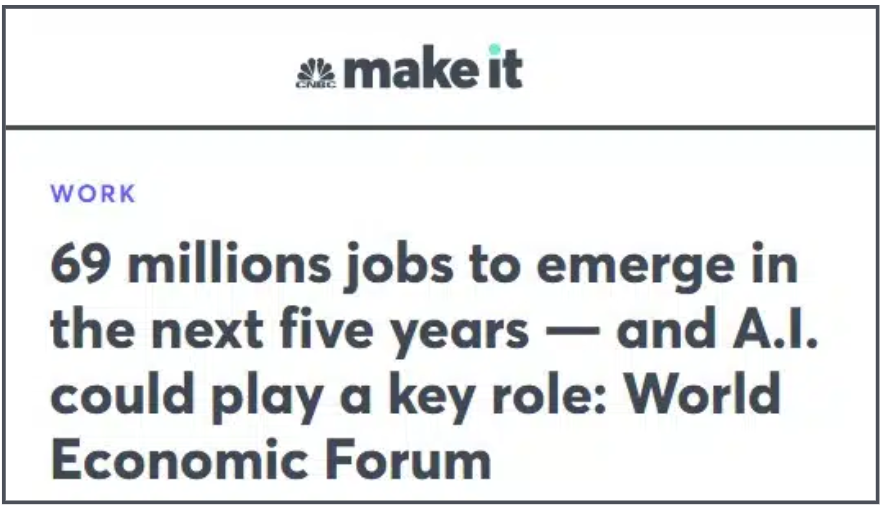 CNBC make it
WORK
69 millions jobs to emerge in
the next five years — and A.I.
could play a key role: World
Economic Forum